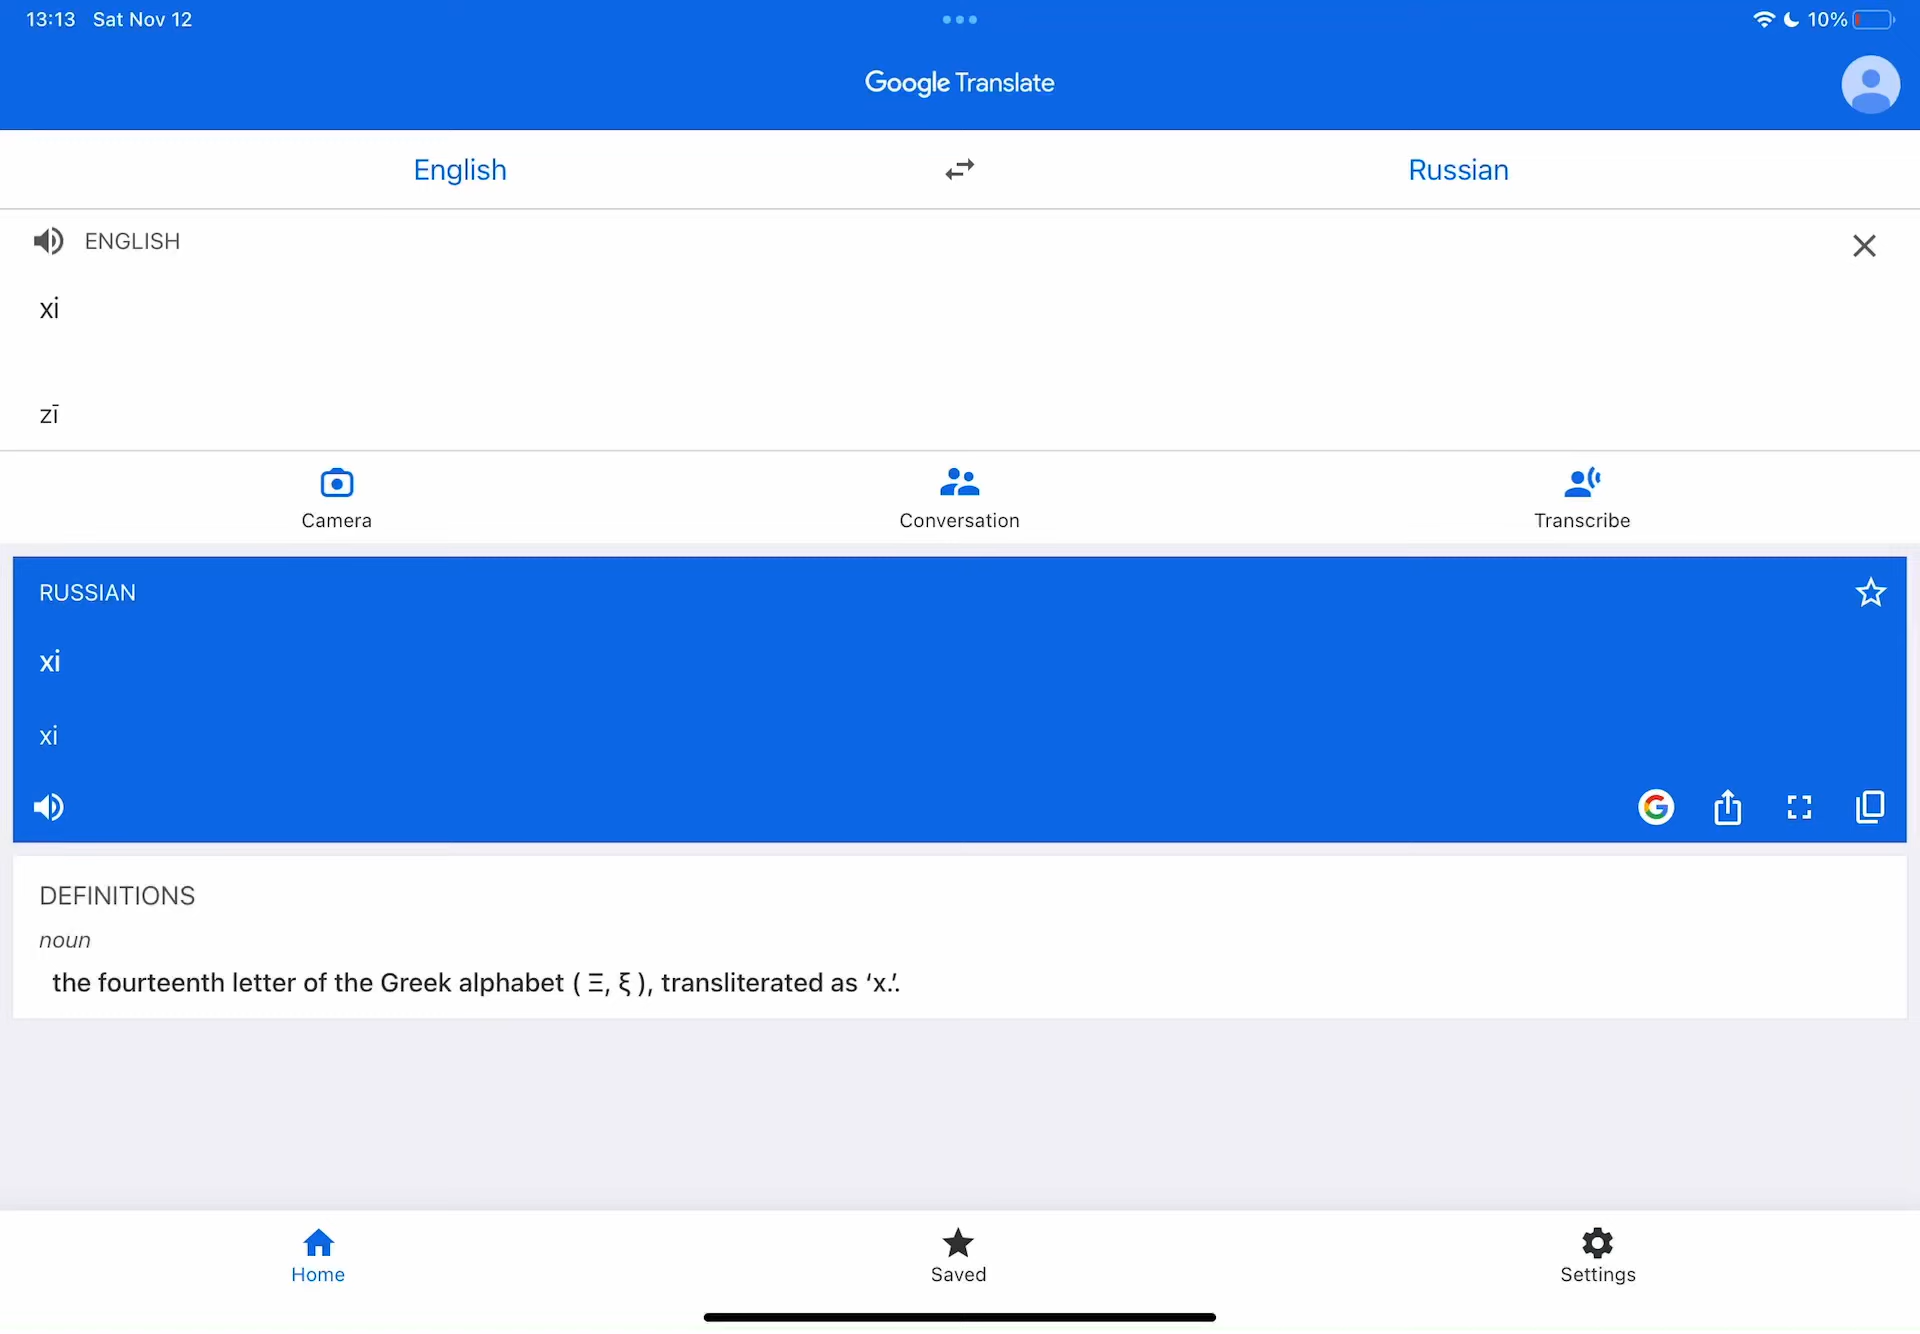 13:13 Sat Nov 12
10%
Google Translate
English
Russian
ENGLISH
xi
zī
Camera
Conversation
Transcribe
RUSSIAN
xi
xi
DEFINITIONS
noun
the fourteenth letter of the Greek alphabet ( Ξ, ξ ), transliterated as ‘x.’.
Home
Saved
Settings